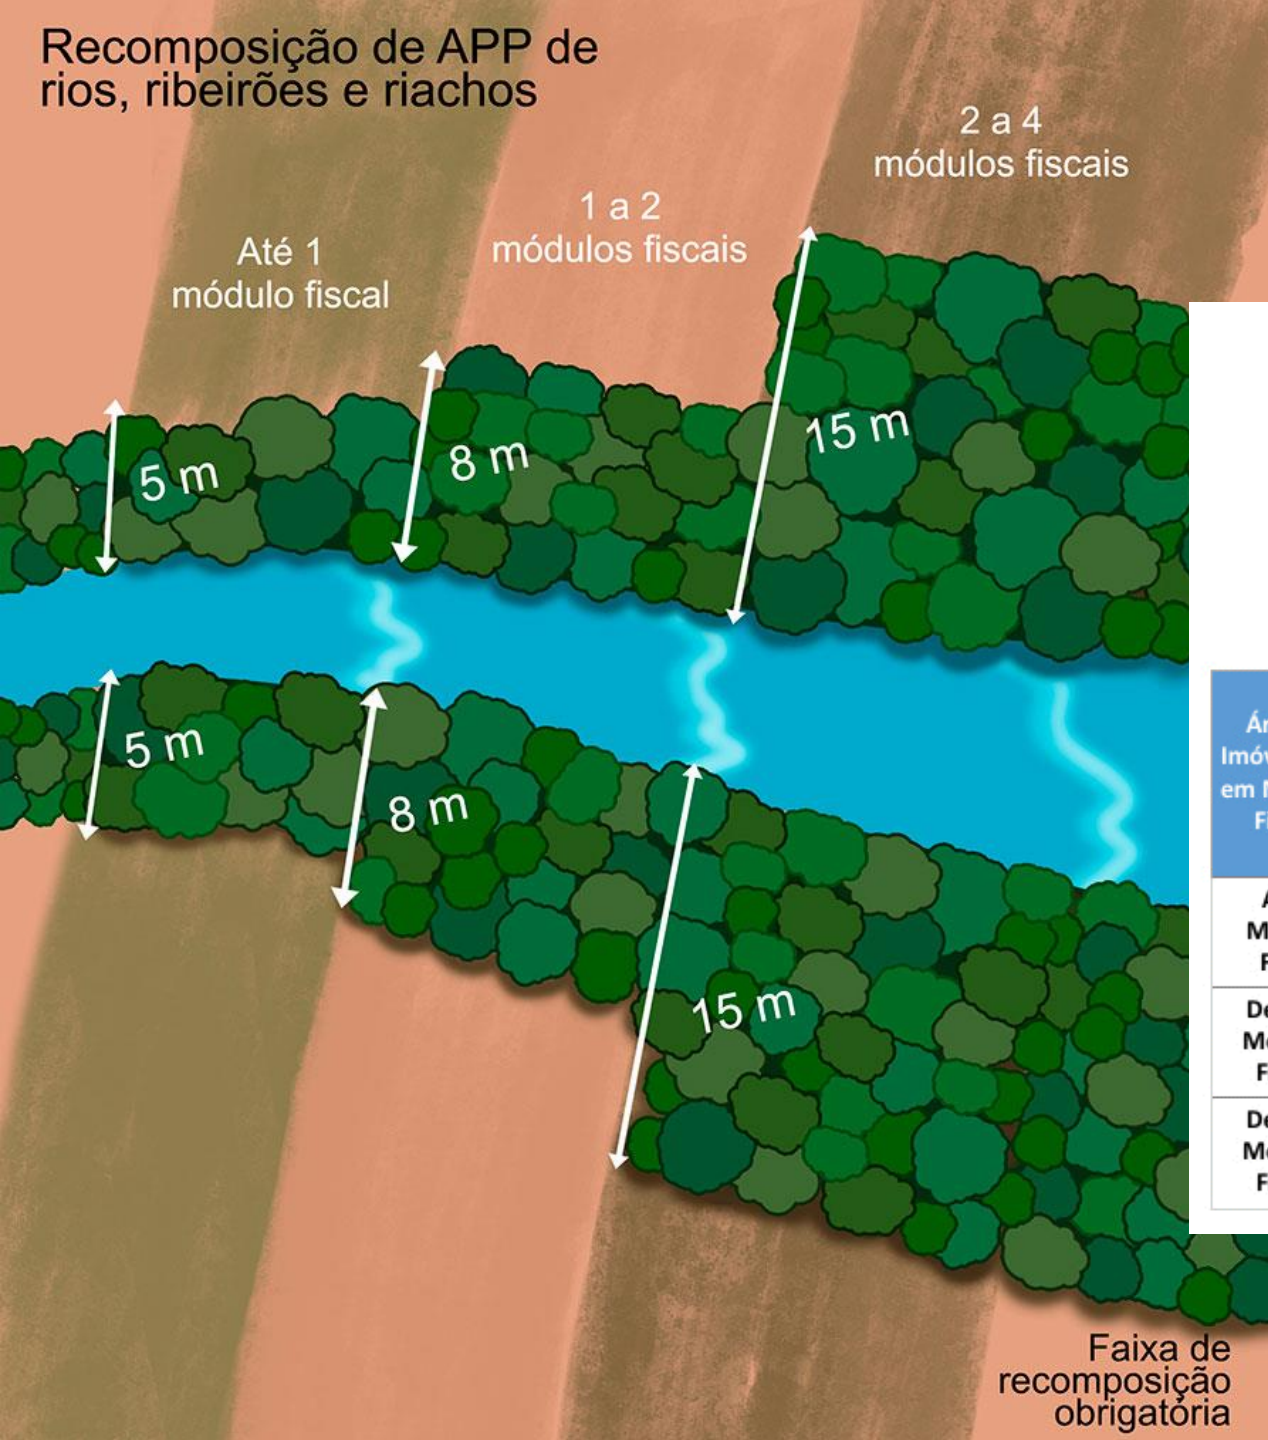 Recomposição de APP de
rios, ribeirões e riachos
2 a 4
módulos fiscais
1 a 2
módulos fiscais
Até 1
módulo fiscal
5 m
8 m
15 m
5 m
8 m
15 m
em
Faixa de
recomposição
obrigatória